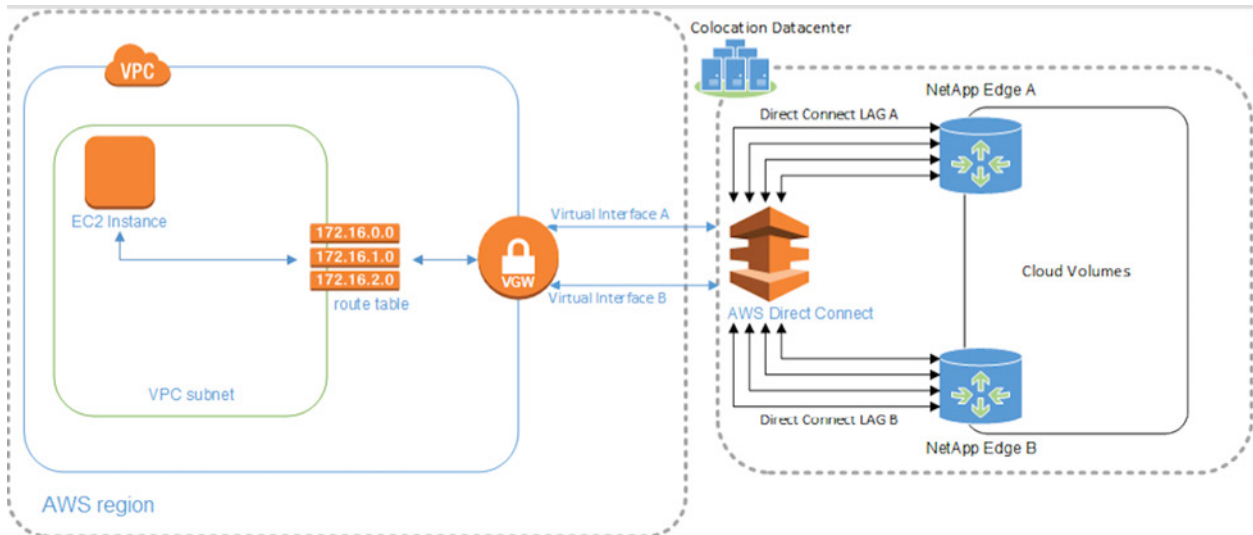 Colocation Datacenter
VPC
NetApp Edge A
Direct Connect LAG A
EC2 Instance
Virtual Interface A
172.16.0.0
172.16.1.0
172.16.2.0
route table
VGW
Virtual Interface B
Cloud Volumes
AWS Direct Connect
VPC subnet
Direct Connect LAG B
NetApp Edge B
AWS region